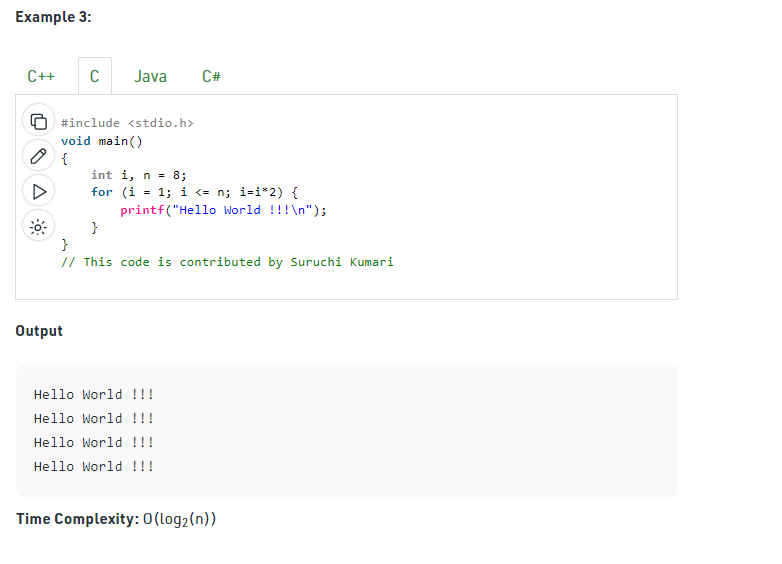 Example 3:
C++ C Java C#
#include <stdio.h>
void main()
{
    int i, n = 8;
    for (i = 1; i <= n; i=i*2) {
        printf("Hello World !!!\n");
    }
}
// This code is contributed by Suruchi Kumari
Output
Hello World !!!
Hello World !!!
Hello World !!!
Hello World !!!
Time Complexity: O(log₂(n))